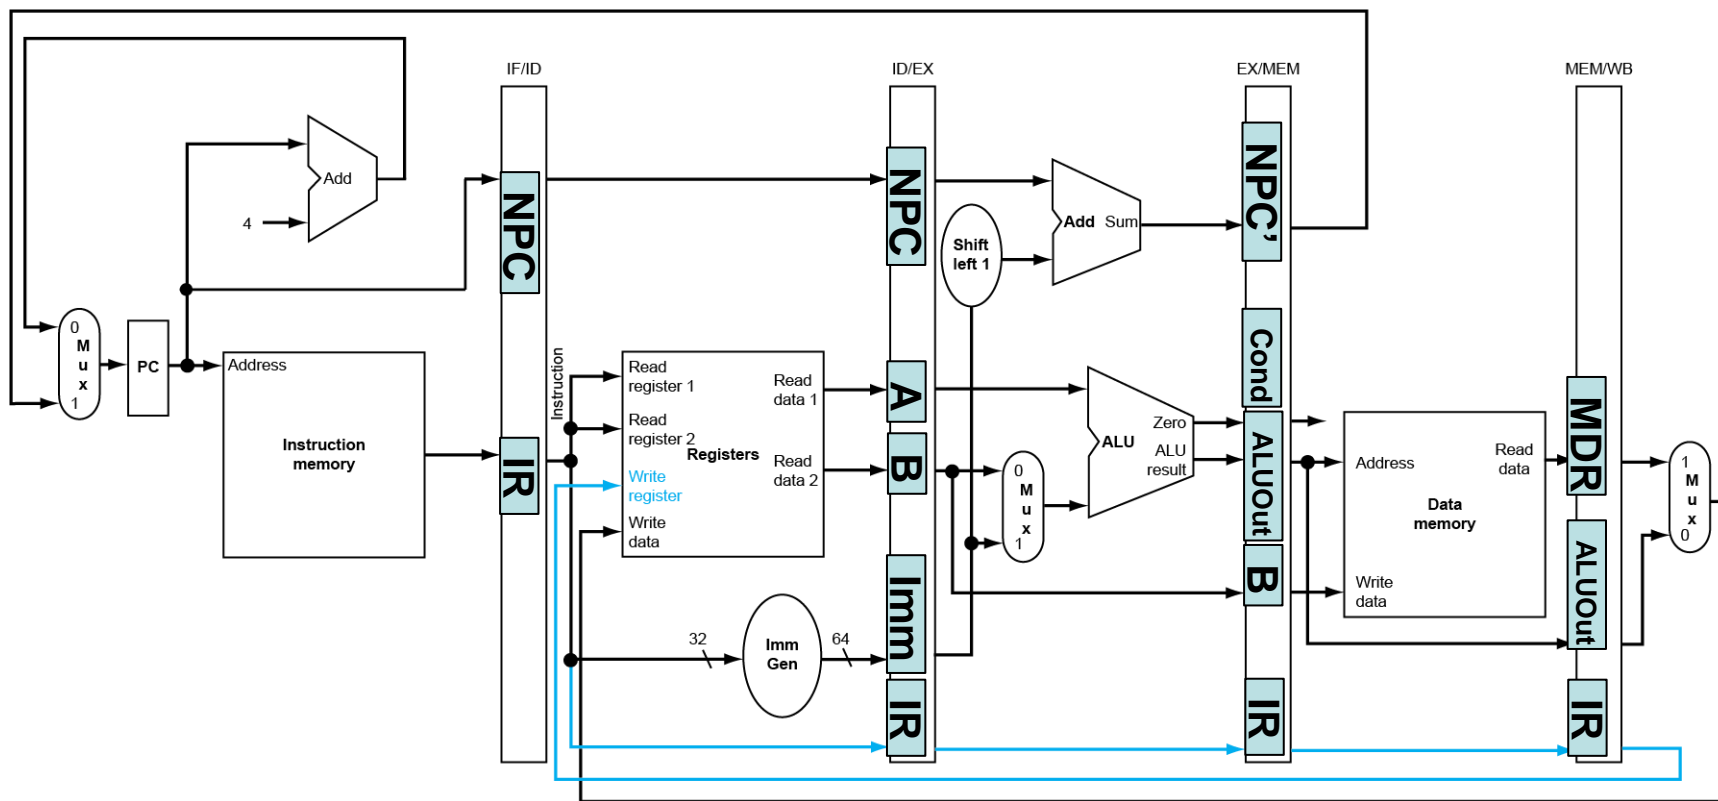 IF/ID
ID/EX
EX/MEM
MEM/WB
Add
4
NPC
NPC
Add Sum
NPC'
Shift
left 1
0
M
u
x
1
PC
Address
Instruction
memory
IR
Instruction
Read
register 1
Read
register 2
Registers
Write
register
Write
data
Read
data 1
Read
data 2
A
B
0
M
u
x
1
ALU
Zero
ALU
result
Cond
ALUOut
B
Address
Read
data
Data
memory
Write
data
MDR
ALUOut
1
M
u
x
0
32
Imm
Gen
64
Imm
IR
IR
IR